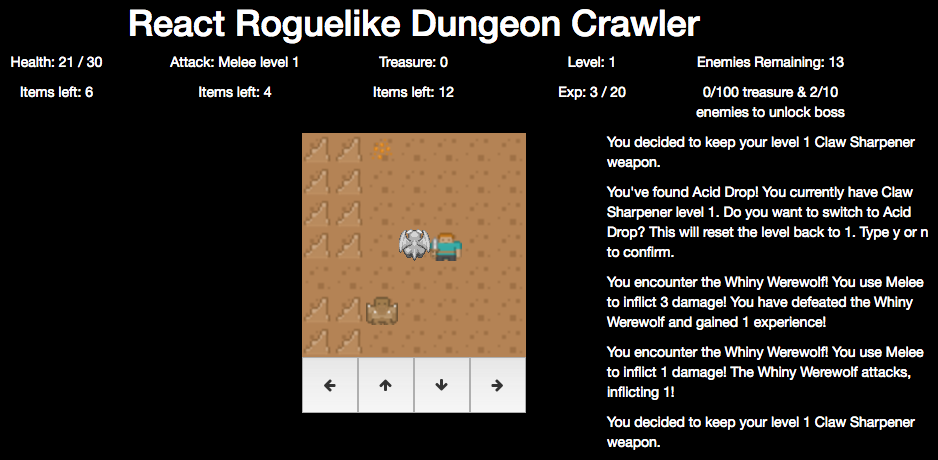 React Roguelike Dungeon Crawler
Health: 21 / 30
Attack: Melee level 1
Treasure: 0
Level: 1
Enemies Remaining: 13
Items left: 6
Items left: 4
Items left: 12
Exp: 3 / 20
0/100 treasure & 2/10
enemies to unlock boss
You decided to keep your level 1 Claw Sharpener
weapon.
You've found Acid Drop! You currently have Claw
Sharpener level 1. Do you want to switch to Acid
Drop? This will reset the level back to 1. Type y or n
to confirm.
You encounter the Whiny Werewolf! You use Melee
to inflict 3 damage! You have defeated the Whiny
Werewolf and gained 1 experience!
You encounter the Whiny Werewolf! You use Melee
to inflict 1 damage! The Whiny Werewolf attacks,
inflicting 1!
You decided to keep your level 1 Claw Sharpener
weapon.